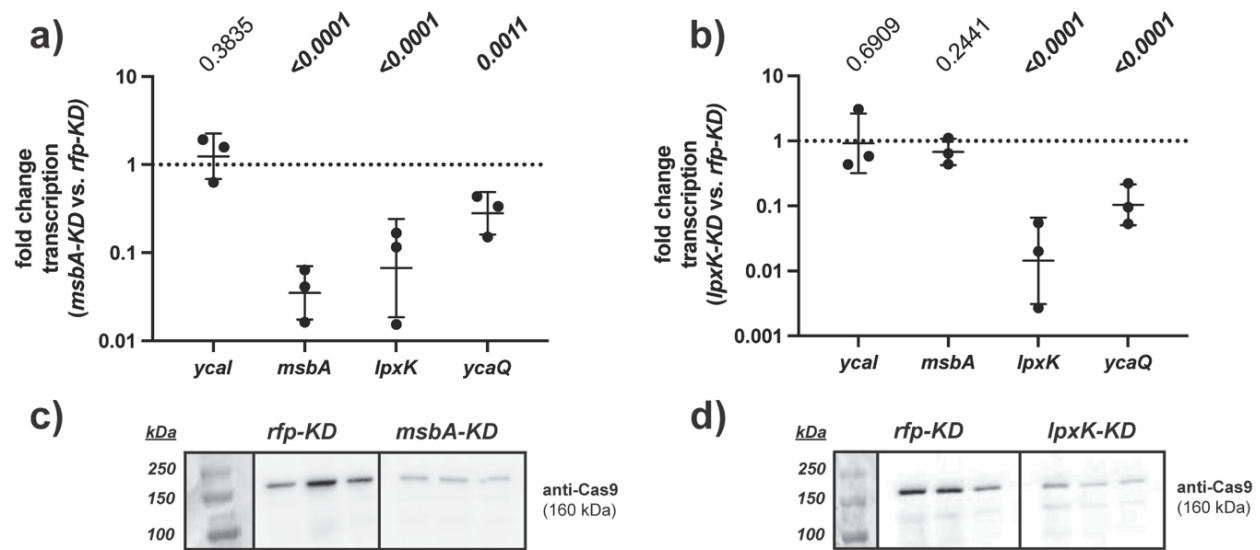 a)
0.3835
<0.0001
<0.0001
0.0011
fold change
transcription
(msbA-KD vs. rfp-KD)
10
1
0.1
0.01
ycaI
msbA
lpxK
ycaQ
b)
0.6909
0.2441
<0.0001
<0.0001
fold change
transcription
(lpxK-KD vs. rfp-KD)
10
1
0.1
0.01
0.001
ycaI
msbA
lpxK
ycaQ
c)
kDa
rfp-KD
msbA-KD
250
150
100
anti-Cas9
(160 kDa)
d)
kDa
rfp-KD
lpxK-KD
250
150
100
anti-Cas9
(160 kDa)